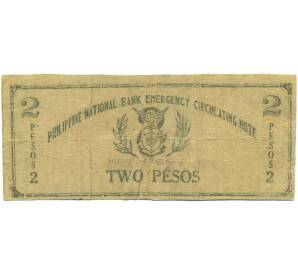 PHILIPPINE NATIONAL BANK EMERGENCY CIRCULATING NOTE
2 2
PESOS PESOS
2 2
TWO PESOS